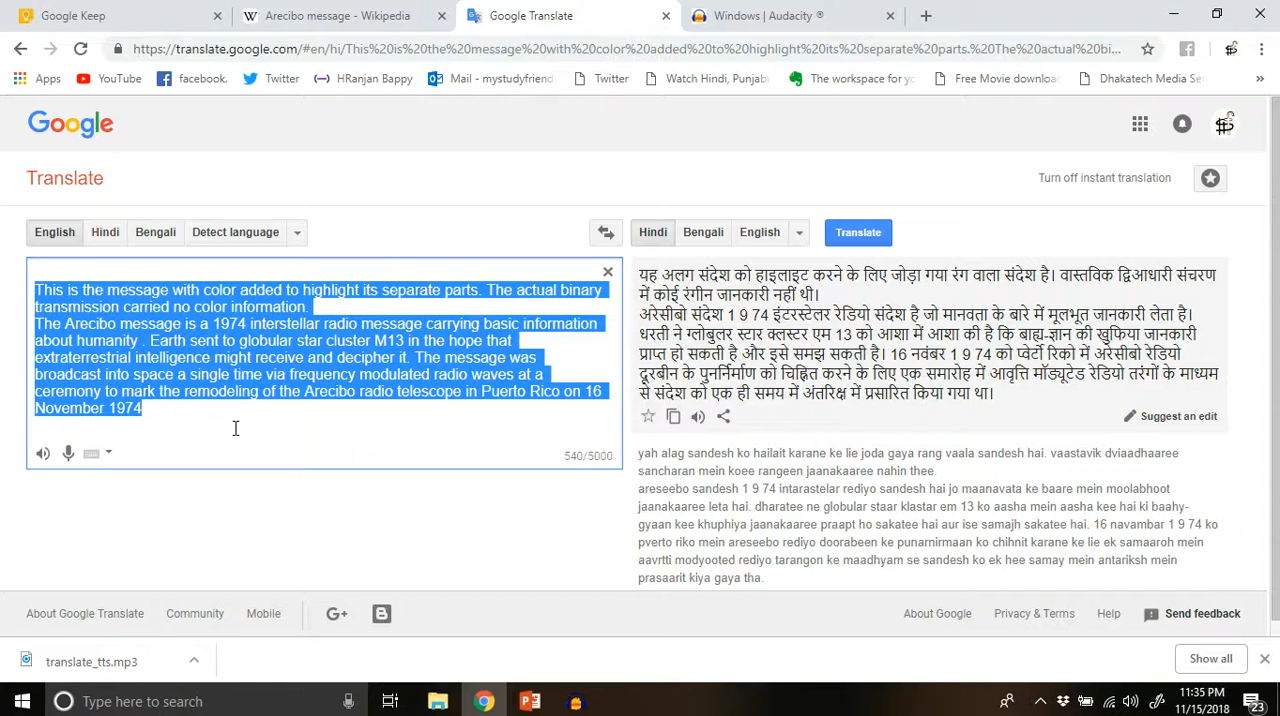 Google Keep
Arecibo message - Wikipedia
Google Translate
Windows | Audacity ®
https://translate.google.com/#en/hi/This%20is%20the%20message%20with%20color%20added%20to%20highlight%20its%20separate%20parts.%20The%20actual%20bi...
Apps
YouTube
facebook.
Twitter
HRanjan Bappy
Mail - mystudyfriend
Twitter
Watch Hindi, Punjabi
The workspace for yo
Free Movie download
Dhakatech Media Se
Google
Translate
Turn off instant translation
English Hindi Bengali Detect language
Hindi Bengali English Translate
This is the message with color added to highlight its separate parts. The actual binary
transmission carried no color information.
The Arecibo message is a 1974 interstellar radio message carrying basic information
about humanity . Earth sent to globular star cluster M13 in the hope that
extraterrestrial intelligence might receive and decipher it. The message was
broadcast into space a single time via frequency modulated radio waves at a
ceremony to mark the remodeling of the Arecibo radio telescope in Puerto Rico on 16
November 1974
540/5000
यह अलग संदेश को हाइलाइट करने के लिए जोड़ा गया रंग वाला संदेश है। वास्तविक द्विआधारी संचरण
में कोई रंगीन जानकारी नहीं थी।
अरेसीबो संदेश 1 9 74 इंटरस्टेलर रेडियो संदेश है जो मानवता के बारे में मूलभूत जानकारी लेता है।
धरती ने ग्लोबुलर स्टार क्लस्टर एम 13 को आशा में आशा की है कि बाह्य-ज्ञान की खुफिया जानकारी
प्राप्त हो सकती है और इसे समझ सकती है। 16 नवंबर 1 9 74 को प्वेर्टो रिको में अरेसीबो रेडियो
दूरबीन के पुनर्निर्माण को चिह्नित करने के लिए एक समारोह में आवृत्ति मॉड्यूटेड रेडियो तरंगों के माध्यम
से संदेश को एक ही समय में अंतरिक्ष में प्रसारित किया गया था।
Suggest an edit
yah alag sandesh ko hailait karane ke lie joda gaya rang vaala sandesh hai. vaastavik dviaadhaaree
sancharan mein koee rangeen jaanakaaree nahin thee.
areseebo sandesh 1 9 74 intarastelar rediyo sandesh hai jo maanavata ke baare mein moolabhoot
jaanakaaree leta hai. dharatee ne globular staar klastar em 13 ko aasha mein aasha kee hai ki baahy-
gyaan kee khuphiya jaanakaaree praapt ho sakatee hai aur ise samajh sakatee hai. 16 navambar 1 9 74 ko
pverto riko mein areseebo rediyo doorabeen ke punarnirmaan ko chihnit karane ke lie ek samaaroh mein
aavrtti modyooted rediyo tarangon ke maadhyam se sandesh ko ek hee samay mein antariksh mein
prasaarit kiya gaya tha.
About Google Translate
Community
Mobile
G+
About Google
Privacy & Terms
Help
Send feedback
translate_tts.mp3
Show all
Type here to search
11:35 PM
11/15/2018
23